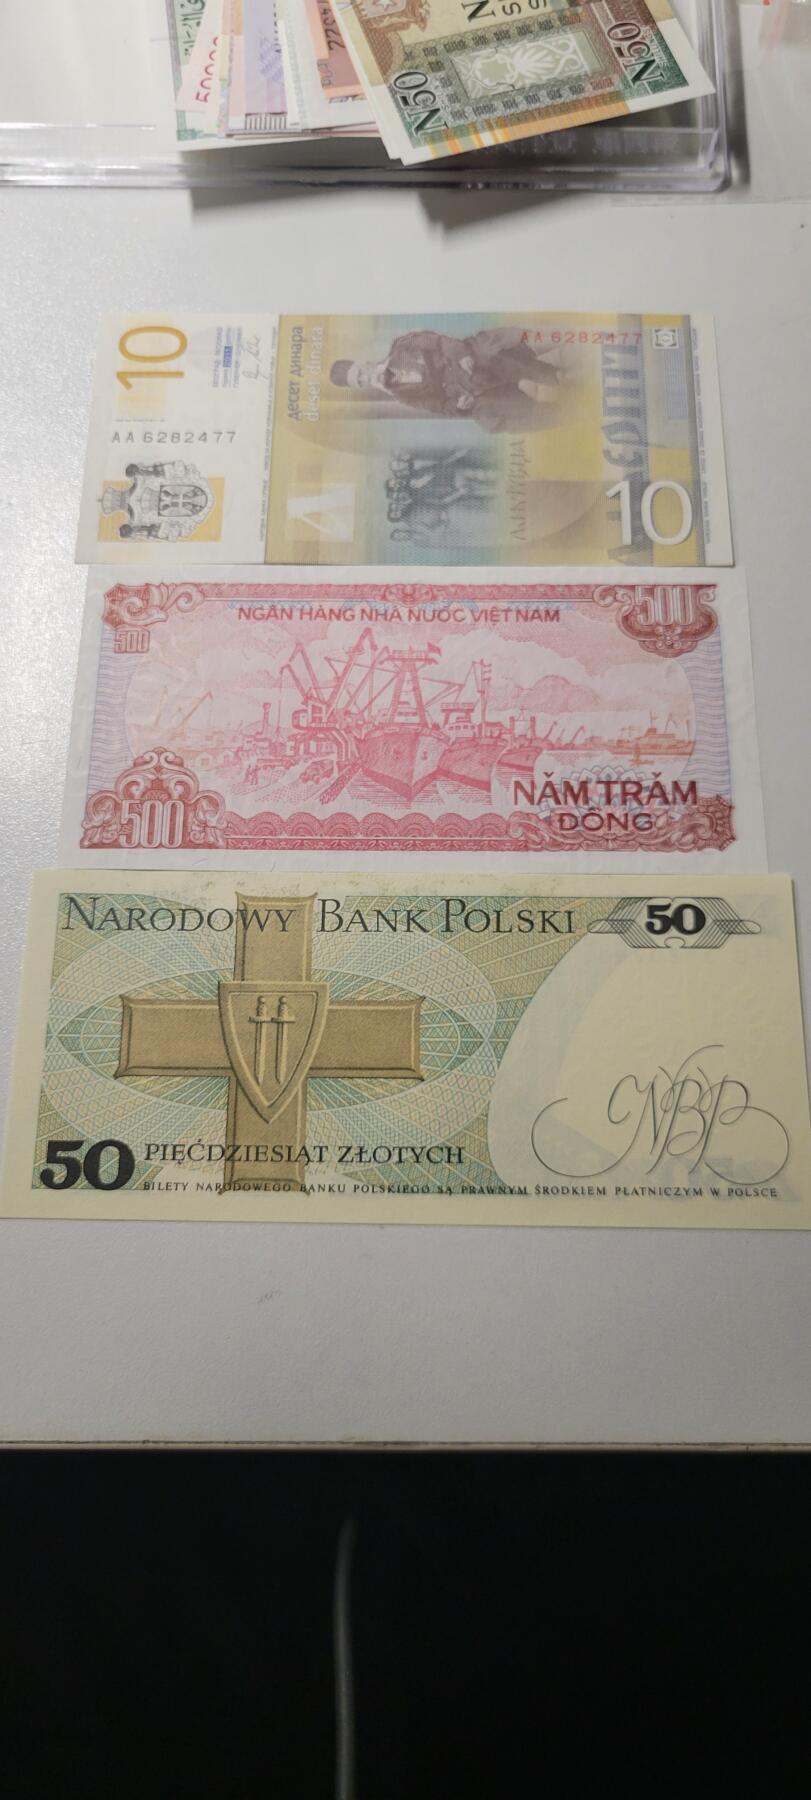 N50
N50
10
десет динара
deset dinara
AA 6282477
AA 6282477
10
NGÂN HÀNG NHÀ NƯỚC VIỆT NAM
500
500
500
NĂM TRĂM
ĐỒNG
NARODOWY BANK POLSKI
50
NBP
50
PIĘĆDZIESIĄT ZŁOTYCH
BILETY NARODOWEGO BANKU POLSKIEGO SĄ PRAWNYM ŚRODKIEM PŁATNICZYM W POLSCE